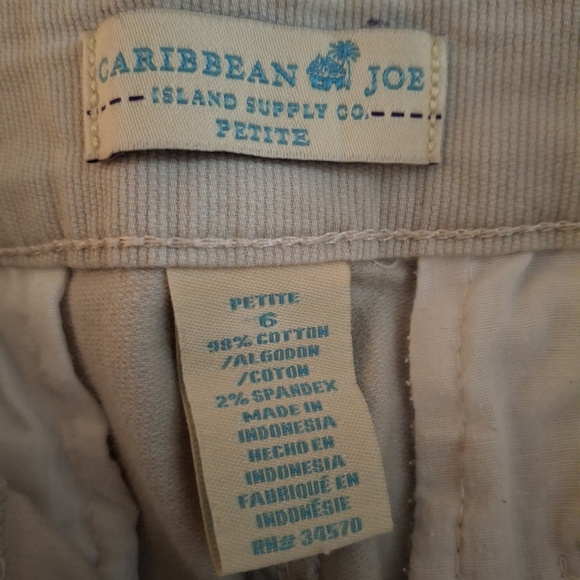 CARIBBEAN JOE
ISLAND SUPPLY CO.
PETITE
PETITE
6
98% COTTON
/ALGODON
/COTON
2% SPANDEX
MADE IN
INDONESIA
HECHO EN
INDONESIA
FABRIQUÉ EN
INDONÉSIE
RN# 34570